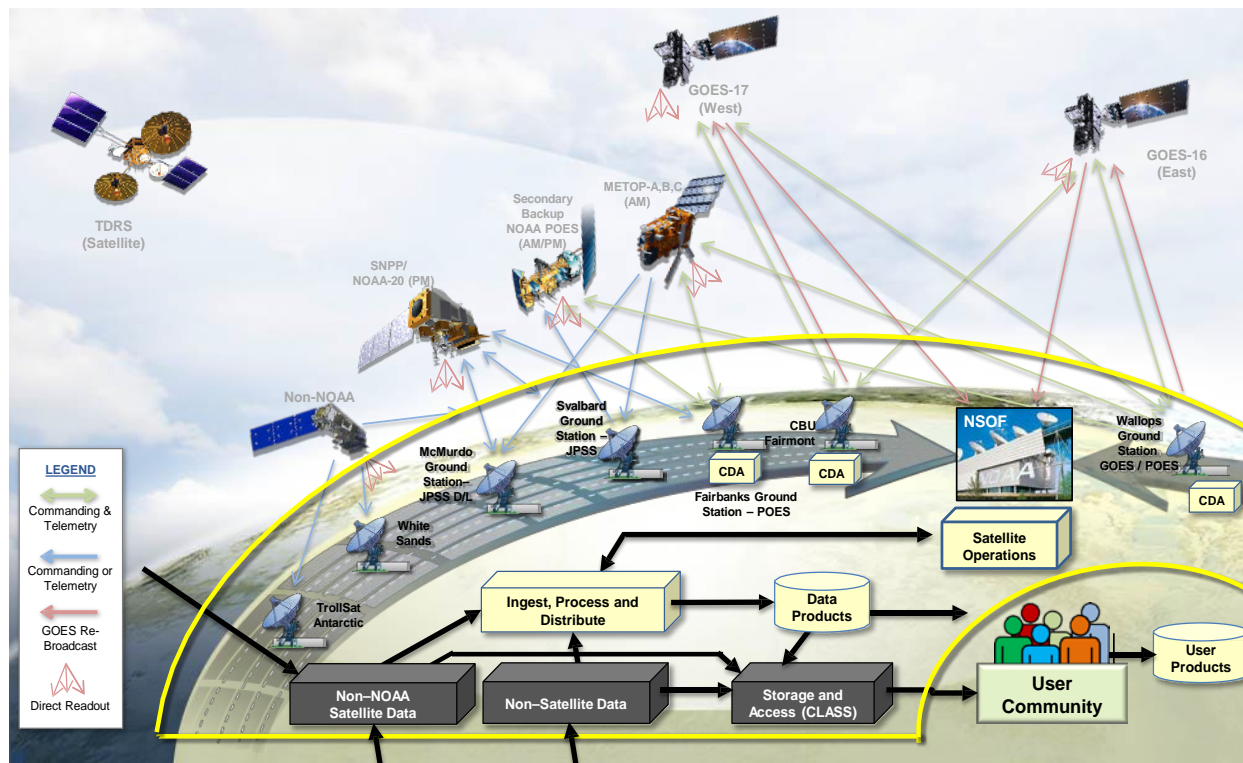 GOES-17
(West)
GOES-16
(East)
TDRS
(Satellite)
METOP-A,B,C
(AM)
Secondary
Backup
NOAA POES
(AM/PM)
SNPP/
NOAA-20 (PM)
Non-NOAA
Svalbard
Ground
Station –
JPSS
McMurdo
Ground
Station–
JPSS D/L
White
Sands
TrollSat
Antarctic
CBU
Fairmont
CDA
CDA
Fairbanks Ground
Station – POES
NSOF
NOAA
Wallops
Ground
Station
GOES / POES
CDA
LEGEND
Commanding &
Telemetry
Commanding or
Telemetry
GOES Re-
Broadcast
Direct Readout
Satellite
Operations
Ingest, Process and
Distribute
Data
Products
Non–NOAA
Satellite Data
Non–Satellite Data
Storage and
Access (CLASS)
User
Community
User
Products